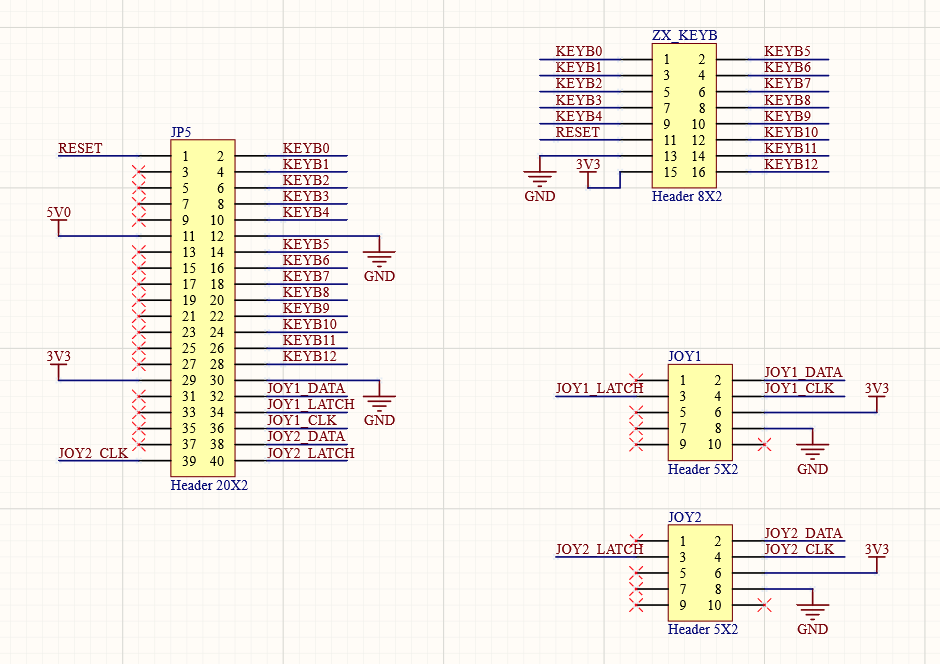 JP5
RESET 1 2 KEYB0
3 4 KEYB1
5 6 KEYB2
7 8 KEYB3
5V0 9 10 KEYB4
11 12
13 14 KEYB5
15 16 KEYB6
GND
17 18 KEYB7
19 20 KEYB8
21 22 KEYB9
23 24 KEYB10
25 26 KEYB11
3V3 27 28 KEYB12
29 30
31 32 JOY1_DATA
33 34 JOY1_LATCH
GND
35 36 JOY1_CLK
37 38 JOY2_DATA
JOY2_CLK 39 40 JOY2_LATCH
Header 20X2
ZX_KEYB
KEYB0 1 2 KEYB5
KEYB1 3 4 KEYB6
KEYB2 5 6 KEYB7
KEYB3 7 8 KEYB8
KEYB4 9 10 KEYB9
RESET 11 12 KEYB10
13 14 KEYB11
3V3 15 16 KEYB12
GND
Header 8X2
JOY1
1 2 JOY1_DATA
JOY1_LATCH 3 4 JOY1_CLK 3V3
5 6
7 8
9 10
GND
Header 5X2
JOY2
1 2 JOY2_DATA
JOY2_LATCH 3 4 JOY2_CLK 3V3
5 6
7 8
9 10
GND
Header 5X2